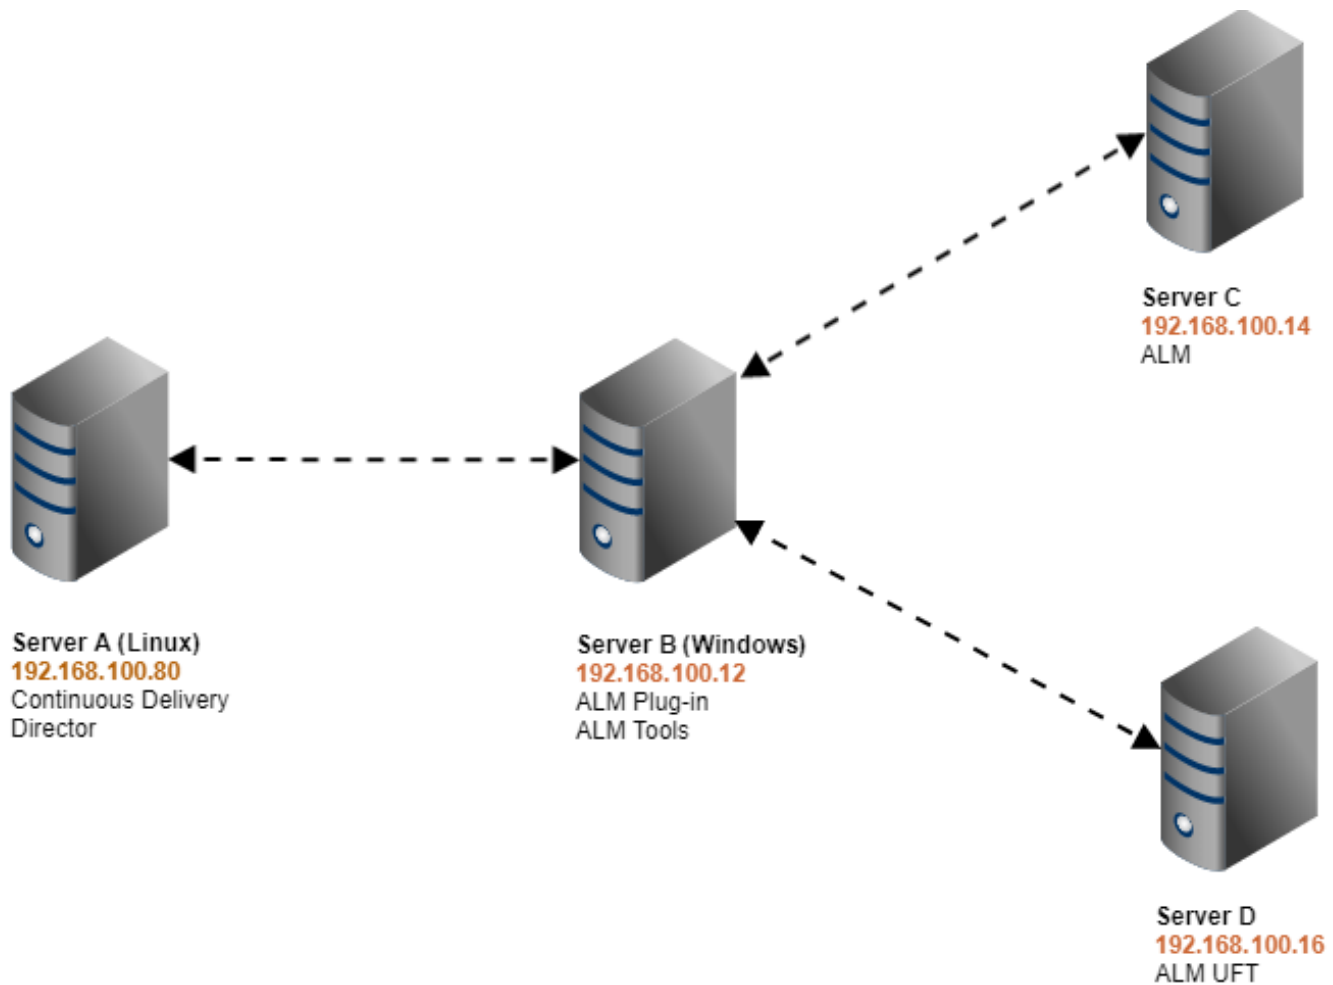 Server C
192.168.100.14
ALM
Server A (Linux)
192.168.100.80
Continuous Delivery
Director
Server B (Windows)
192.168.100.12
ALM Plug-in
ALM Tools
Server D
192.168.100.16
ALM UFT